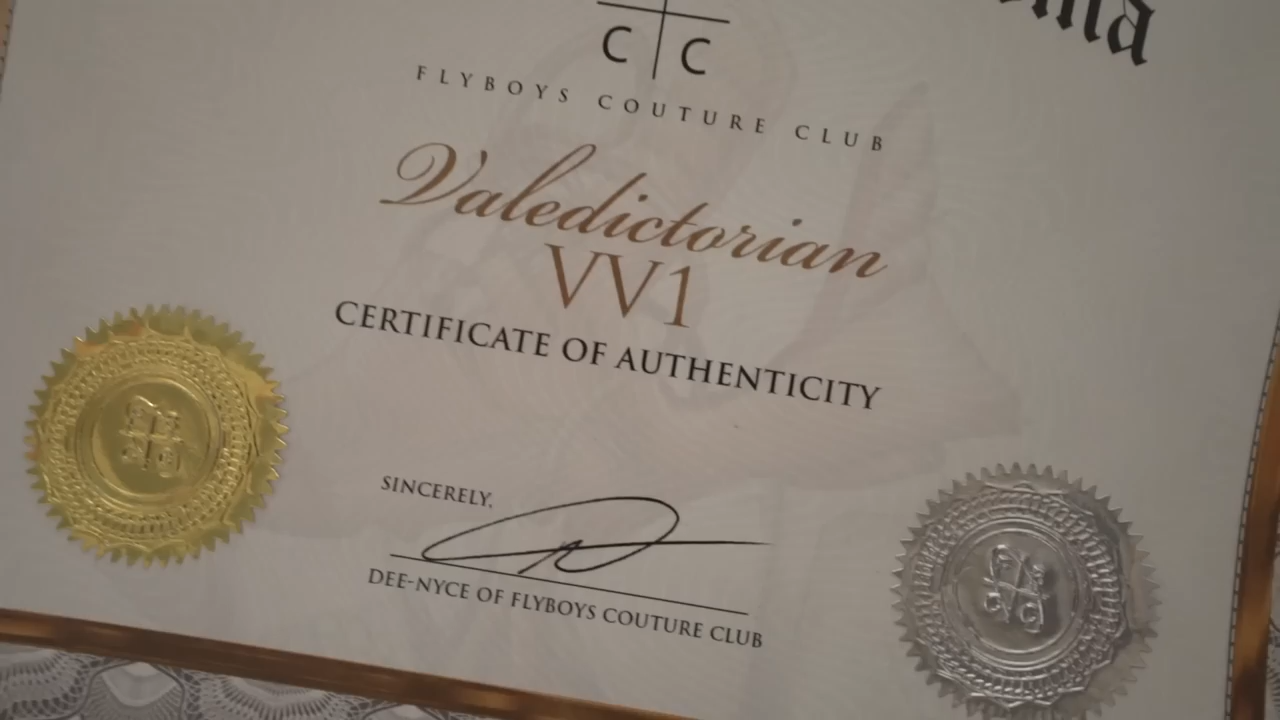 C C
FLYBOYS COUTURE CLUB
Valedictorian
VV1
CERTIFICATE OF AUTHENTICITY
SINCERELY,
DEE-NYCE OF FLYBOYS COUTURE CLUB